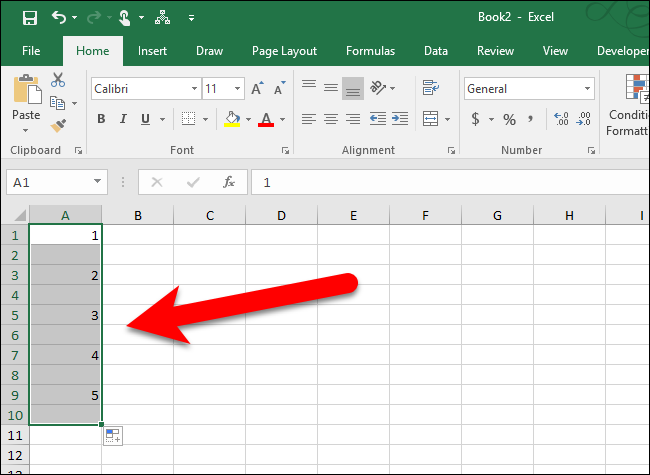 Book2 - Excel
File Home Insert Draw Page Layout Formulas Data Review View Developer
Calibri 11 A A General
Paste B I U A $ % , .0 .00 Conditi
.00 .0 Formatt
Clipboard Font Alignment Number
A1 fx 1
A B C D E F G H I
1 1
2
3 2
4
5 3
6
7 4
8
9 5
10
11
12
13